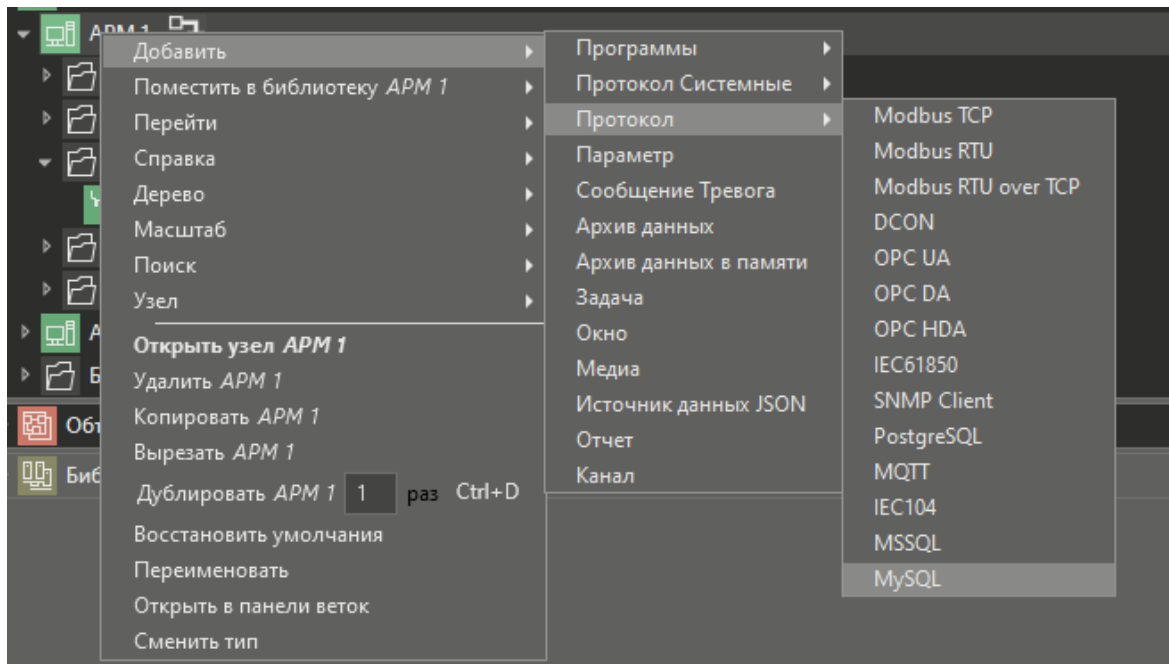 АРМ 1
Добавить
Поместить в библиотеку АРМ 1
Перейти
Справка
Дерево
Масштаб
Поиск
Узел
Открыть узел АРМ 1
Удалить АРМ 1
Копировать АРМ 1
Вырезать АРМ 1
Дублировать АРМ 1 1 раз Ctrl+D
Восстановить умолчания
Переименовать
Открыть в панели веток
Сменить тип
Программы
Протокол Системные
Протокол
Параметр
Сообщение Тревога
Архив данных
Архив данных в памяти
Задача
Окно
Медиа
Источник данных JSON
Отчет
Канал
Modbus TCP
Modbus RTU
Modbus RTU over TCP
DCON
OPC UA
OPC DA
OPC HDA
IEC61850
SNMP Client
PostgreSQL
MQTT
IEC104
MSSQL
MySQL